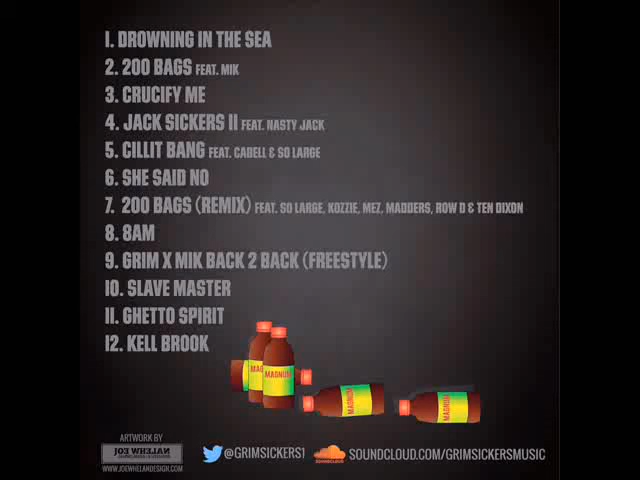 1. DROWNING IN THE SEA
2. 200 BAGS FEAT. MIK
3. CRUCIFY ME
4. JACK SICKERS II FEAT. NASTY JACK
5. CILLIT BANG FEAT. CADELL & SO LARGE
6. SHE SAID NO
7. 200 BAGS (REMIX) FEAT. SO LARGE, KOZZIE, MEZ, MADDERS, ROW D & TEN DIXON
8. 8AM
9. GRIM X MIK BACK 2 BACK (FREESTYLE)
10. SLAVE MASTER
11. GHETTO SPIRIT
12. KELL BROOK
MAG
MAGNUM
MAGNUM
MAGNUM
ARTWORK BY
JOE WHELAN
WWW.JOEWHELANDESIGN.COM
@GRIMSICKERS1
SOUNDCLOUD
SOUNDCLOUD.COM/GRIMSICKERSMUSIC